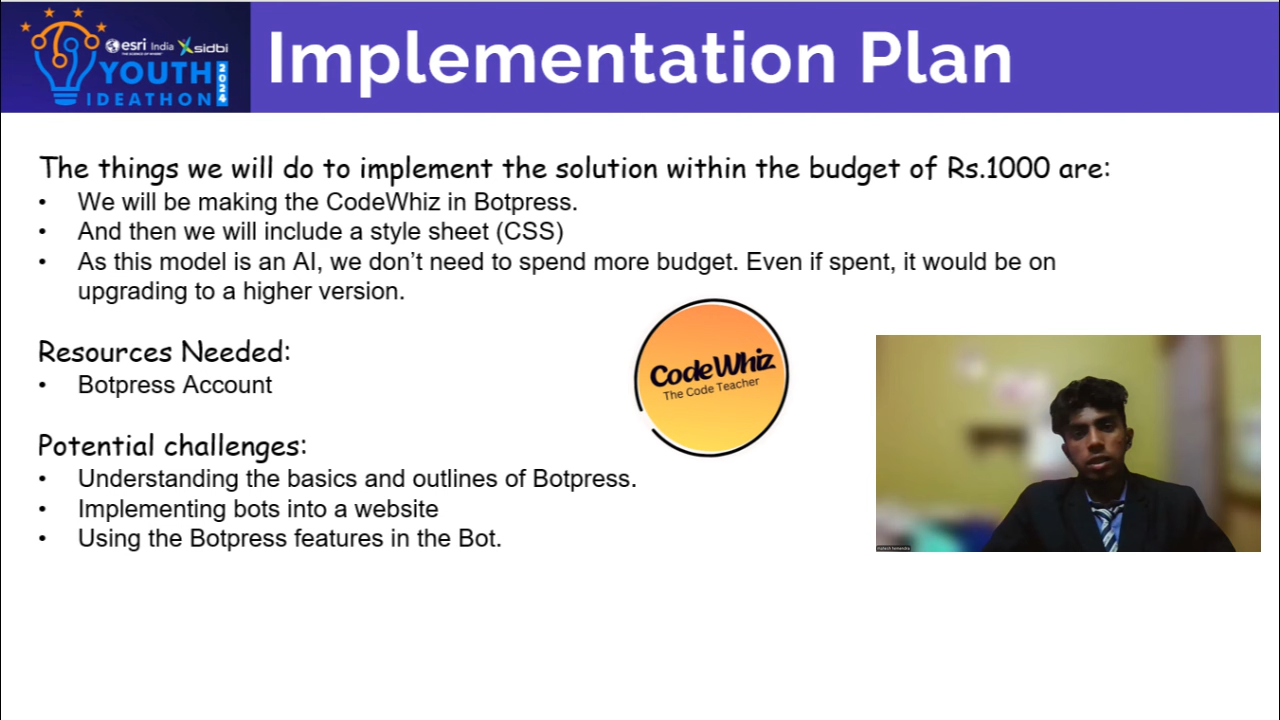 esri India sidbi
THE SCIENCE OF WHERE
YOUTH 2024
IDEATHON
Implementation Plan
The things we will do to implement the solution within the budget of Rs.1000 are:
• We will be making the CodeWhiz in Botpress.
• And then we will include a style sheet (CSS)
• As this model is an AI, we don’t need to spend more budget. Even if spent, it would be on
upgrading to a higher version.
Resources Needed:
• Botpress Account
CodeWhiz
The Code Teacher
Potential challenges:
• Understanding the basics and outlines of Botpress.
• Implementing bots into a website
• Using the Botpress features in the Bot.